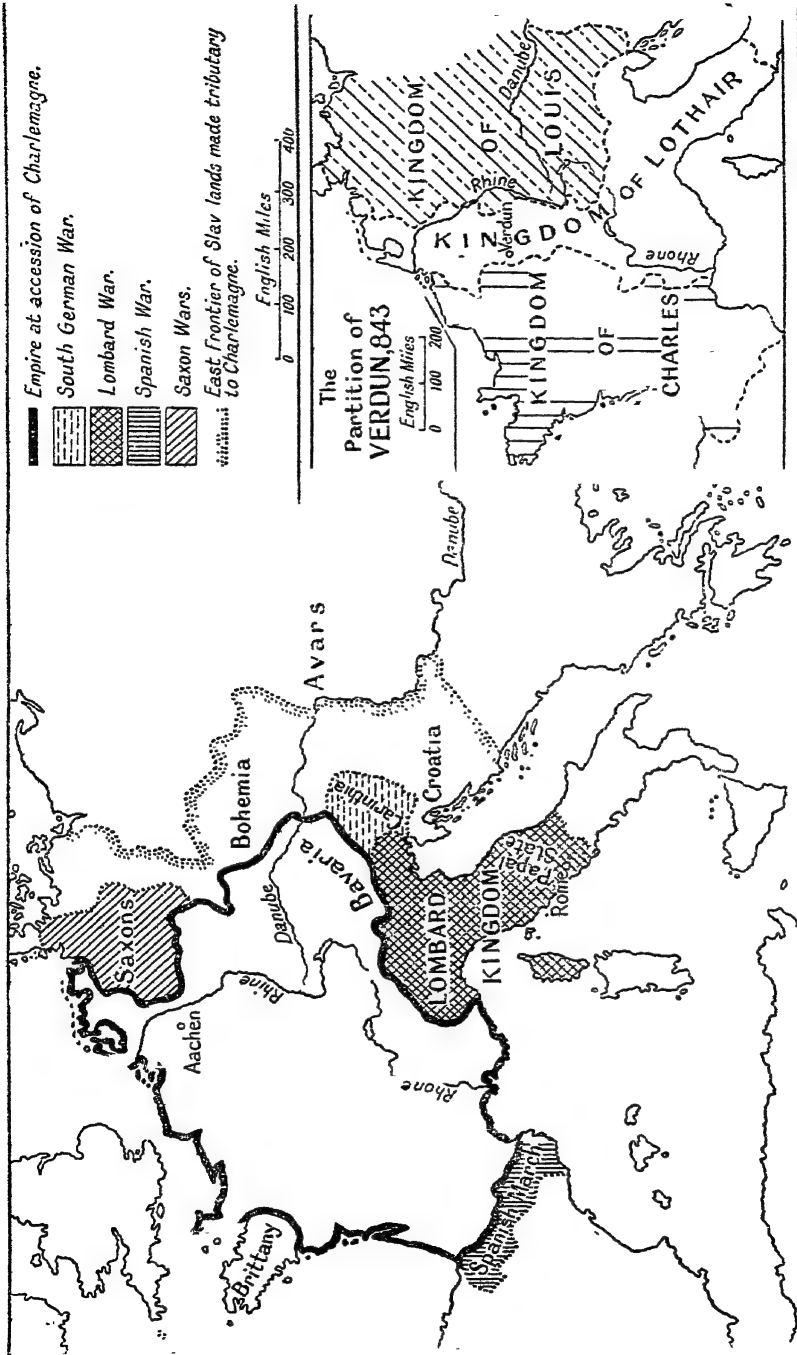 Empire at accession of Charlemagne.
South German War.
Lombard War.
Spanish War.
Saxon Wars.
East Frontier of Slav lands made tributary
to Charlemagne.
English Miles
0 100 200 300 400
The
Partition of
VERDUN, 843
English Miles
0 100 200
KINGDOM
OF
CHARLES
KINGDOM OF LOTHAIR
Verdun
Rhine
Rhone
KINGDOM
OF
LOUIS
Danube
Saxons
Aachen
Rhine
Danube
Bohemia
Avars
Danube
Bavaria
Carinthia
Croatia
Brittany
Rhone
LOMBARD
KINGDOM
Papal
State
Rome
Spanish March